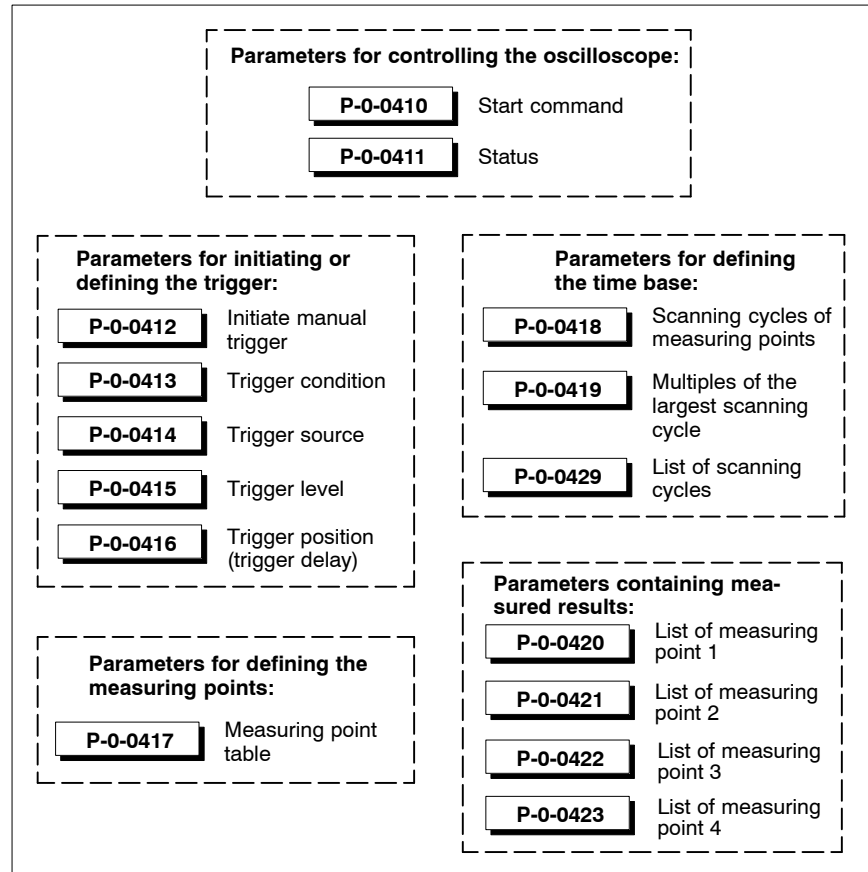 Parameters for controlling the oscilloscope:
P-0-0410 Start command
P-0-0411 Status
Parameters for initiating or
defining the trigger:
P-0-0412 Initiate manual
trigger
P-0-0413 Trigger condition
P-0-0414 Trigger source
P-0-0415 Trigger level
P-0-0416 Trigger position
(trigger delay)
Parameters for defining the
measuring points:
P-0-0417 Measuring point
table
Parameters for defining
the time base:
P-0-0418 Scanning cycles of
measuring points
P-0-0419 Multiples of the
largest scanning
cycle
P-0-0429 List of scanning
cycles
Parameters containing mea-
sured results:
P-0-0420 List of measuring
point 1
P-0-0421 List of measuring
point 2
P-0-0422 List of measuring
point 3
P-0-0423 List of measuring
point 4